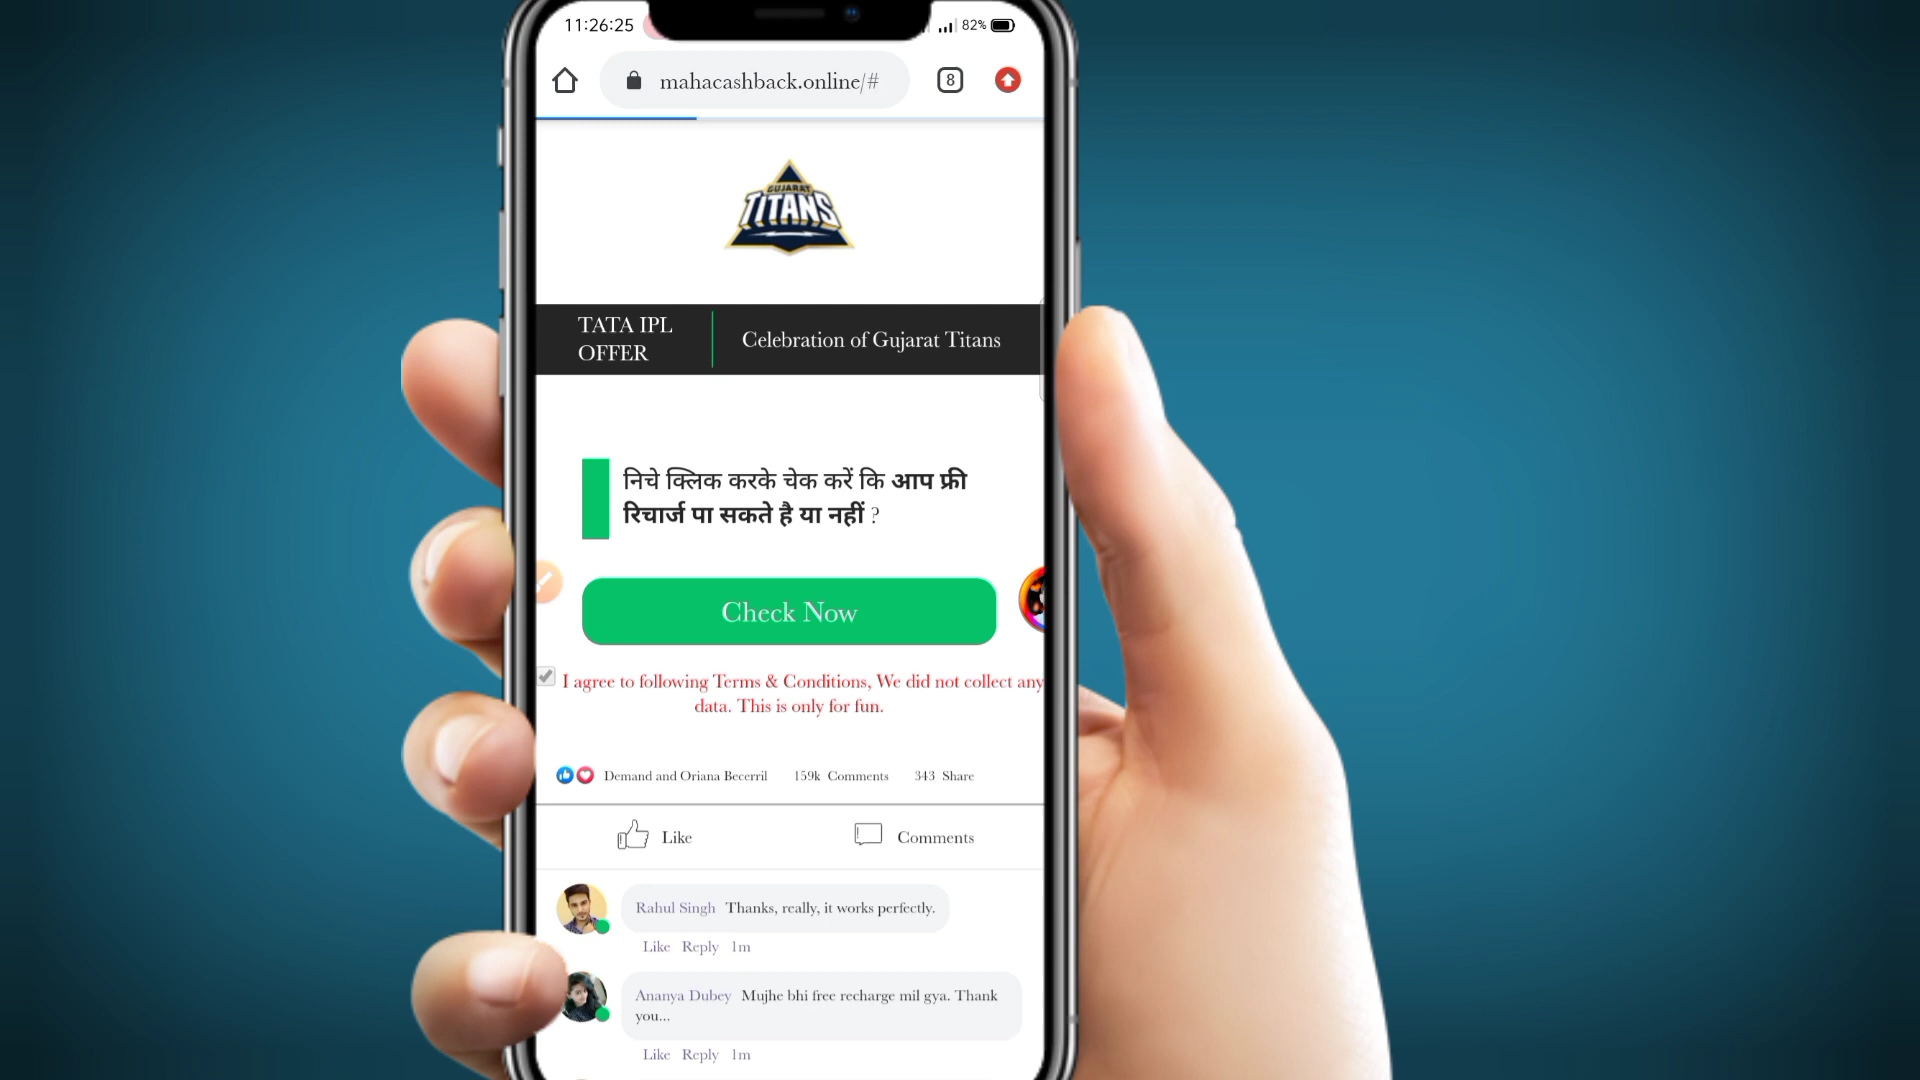 11:26:25
82%
mahacashback.online/#
8
GUJARAT
TITANS
TATA IPL
OFFER
Celebration of Gujarat Titans
निचे क्लिक करके चेक करें कि आप फ्री
रिचार्ज पा सकते है या नहीं ?
Check Now
I agree to following Terms & Conditions, We did not collect any
data. This is only for fun.
Demand and Oriana Becerril 159k Comments 343 Share
Like Comments
Rahul Singh Thanks, really, it works perfectly.
Like Reply 1m
Ananya Dubey Mujhe bhi free recharge mil gya. Thank
you...
Like Reply 1m